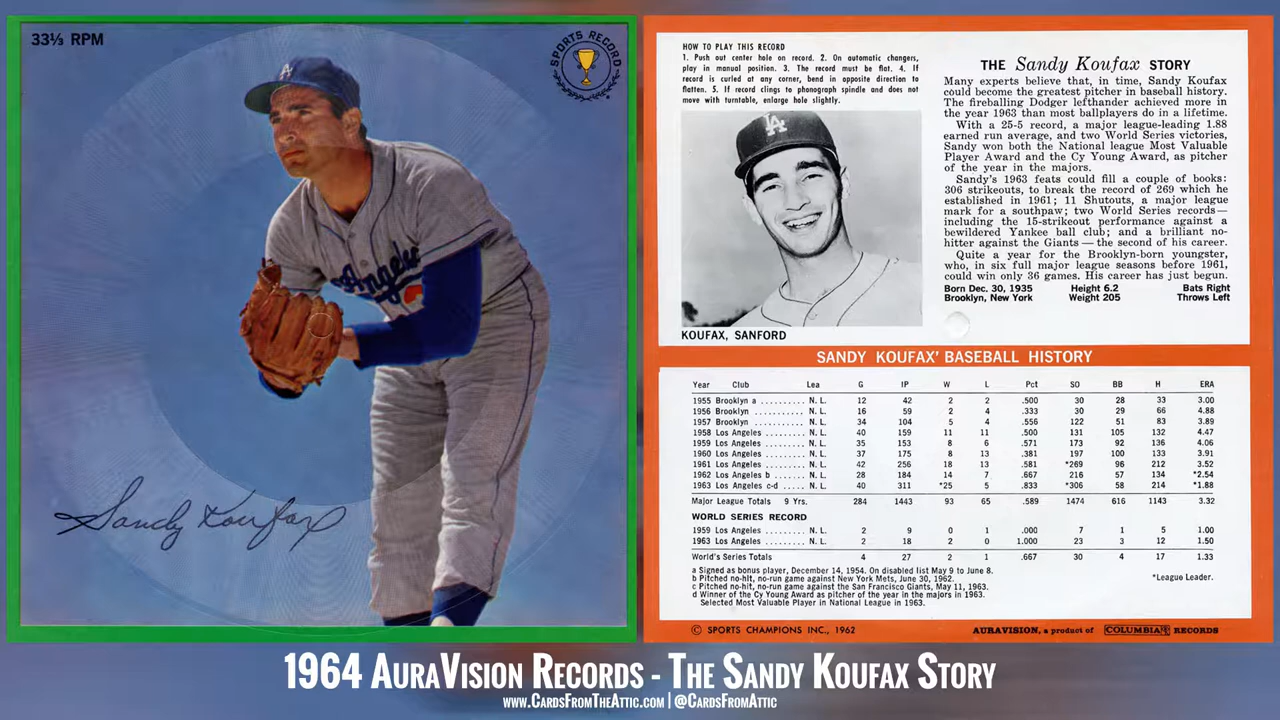 33⅓ RPM
SPORTS RECORD
Los Angeles
Sandy Koufax
HOW TO PLAY THIS RECORD
1. Push out center hole on record. 2. On automatic changers,
play in manual position. 3. The record must be flat. 4. If
record is curled at any corner, bend in opposite direction to
flatten. 5. If record clings to phonograph spindle and does not
move with turntable, enlarge hole slightly.
LA
KOUFAX, SANFORD
THE Sandy Koufax STORY
Many experts believe that, in time, Sandy Koufax
could become the greatest pitcher in baseball history.
The fireballing Dodger lefthander achieved more in
the year 1963 than most ballplayers do in a lifetime.
With a 25-5 record, a major league-leading 1.88
earned run average, and two World Series victories,
Sandy won both the National league Most Valuable
Player Award and the Cy Young Award, as pitcher
of the year in the majors.
Sandy's 1963 feats could fill a couple of books:
306 strikeouts, to break the record of 269 which he
established in 1961; 11 Shutouts, a major league
mark for a southpaw; two World Series records—
including the 15-strikeout performance against a
bewildered Yankee ball club; and a brilliant no-
hitter against the Giants — the second of his career.
Quite a year for the Brooklyn-born youngster,
who, in six full major league seasons before 1961,
could win only 36 games. His career has just begun.
Born Dec. 30, 1935 Height 6.2 Bats Right
Brooklyn, New York Weight 205 Throws Left
SANDY KOUFAX' BASEBALL HISTORY
Year Club Lea G IP W L Pct SO BB H ERA
1955 Brooklyn a .......... N. L. 12 42 2 2 .500 30 28 33 3.00
1956 Brooklyn ........... N. L. 16 59 2 4 .333 30 29 66 4.88
1957 Brooklyn ........... N. L. 34 104 5 4 .556 122 51 83 3.89
1958 Los Angeles ......... N. L. 40 159 11 11 .500 131 105 132 4.47
1959 Los Angeles ......... N. L. 35 153 8 6 .571 173 92 136 4.06
1960 Los Angeles ......... N. L. 37 175 8 13 .381 197 100 133 3.91
1961 Los Angeles ......... N. L. 42 256 18 13 .581 *269 96 212 3.52
1962 Los Angeles b ....... N. L. 28 184 14 7 .667 216 57 134 *2.54
1963 Los Angeles c-d ..... N. L. 40 311 *25 5 .833 *306 58 214 *1.88
Major League Totals 9 Yrs. 284 1443 93 65 .589 1474 616 1143 3.32
WORLD SERIES RECORD
1959 Los Angeles ......... N. L. 2 9 0 1 .000 7 1 5 1.00
1963 Los Angeles ......... N. L. 2 18 2 0 1.000 23 3 12 1.50
World's Series Totals 4 27 2 1 .667 30 4 17 1.33
a Signed as bonus player, December 14, 1954. On disabled list May 9 to June 8.
b Pitched no-hit, no-run game against New York Mets, June 30, 1962.
c Pitched no-hit, no-run game against the San Francisco Giants, May 11, 1963.
d Winner of the Cy Young Award as pitcher of the year in the majors in 1963.
Selected Most Valuable Player in National League in 1963.
*League Leader.
© SPORTS CHAMPIONS INC., 1962
AURAVISION, a product of COLUMBIA RECORDS
1964 AuraVision Records - The Sandy Koufax Story
www.CardsFromTheAttic.com | @CardsFromAttic